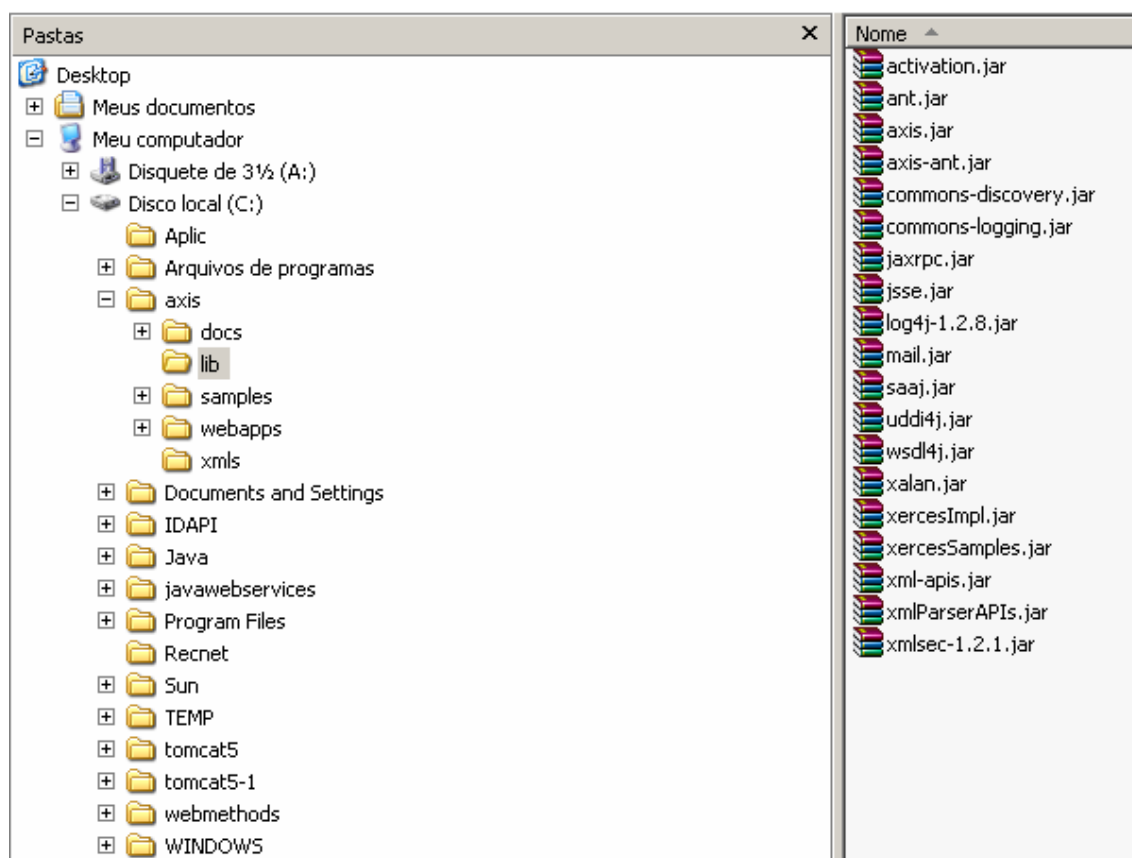 Pastas
Desktop
Meus documentos
Meu computador
Disquete de 3½ (A:)
Disco local (C:)
Aplic
Arquivos de programas
axis
docs
lib
samples
webapps
xmls
Documents and Settings
IDAPI
Java
javawebservices
Program Files
Recnet
Sun
TEMP
tomcat5
tomcat5-1
webmethods
WINDOWS
Nome
activation.jar
ant.jar
axis.jar
axis-ant.jar
commons-discovery.jar
commons-logging.jar
jaxrpc.jar
jsse.jar
log4j-1.2.8.jar
mail.jar
saaj.jar
uddi4j.jar
wsdl4j.jar
xalan.jar
xercesImpl.jar
xercesSamples.jar
xml-apis.jar
xmlParserAPIs.jar
xmlsec-1.2.1.jar